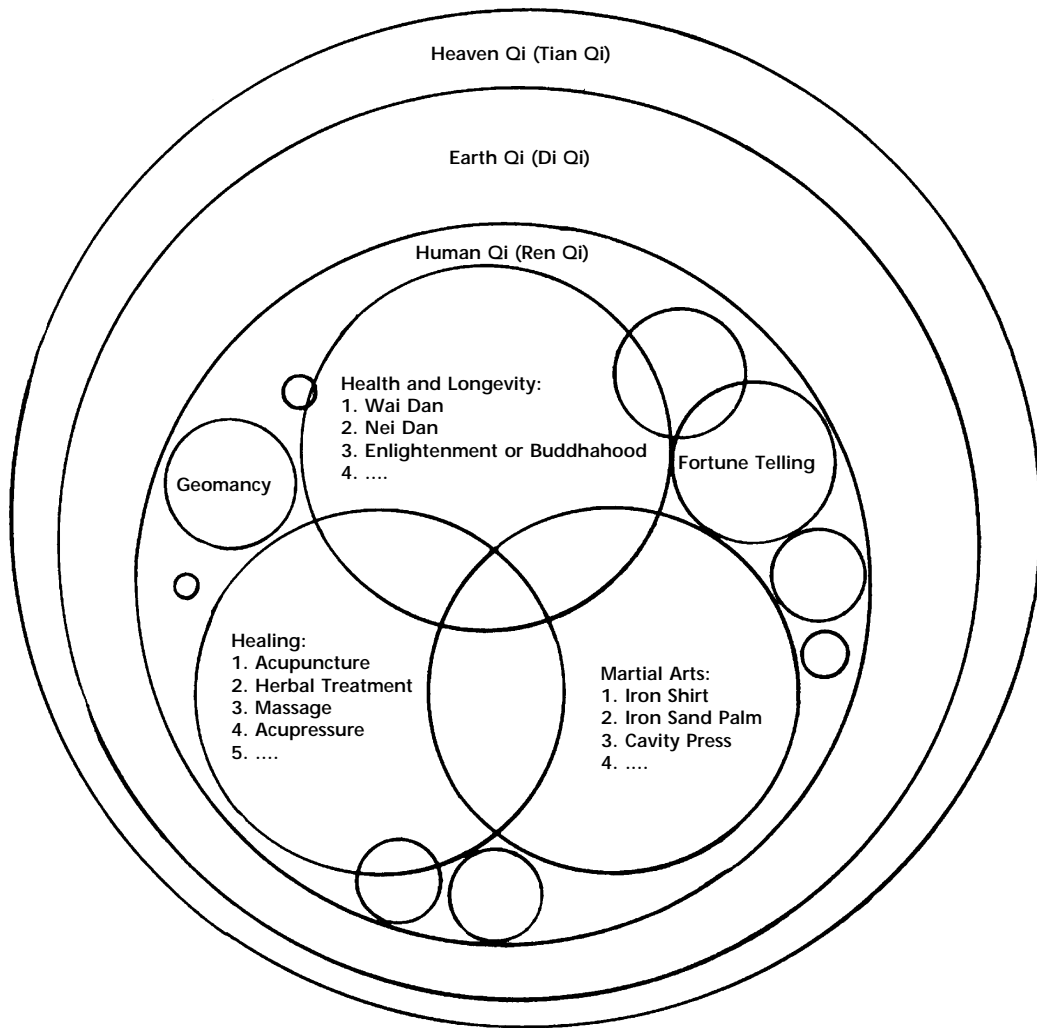 Heaven Qi (Tian Qi)
Earth Qi (Di Qi)
Human Qi (Ren Qi)
Health and Longevity:
1. Wai Dan
2. Nei Dan
3. Enlightenment or Buddhahood
4. ....
Fortune Telling
Geomancy
Healing:
1. Acupuncture
2. Herbal Treatment
3. Massage
4. Acupressure
5. ....
Martial Arts:
1. Iron Shirt
2. Iron Sand Palm
3. Cavity Press
4. ....